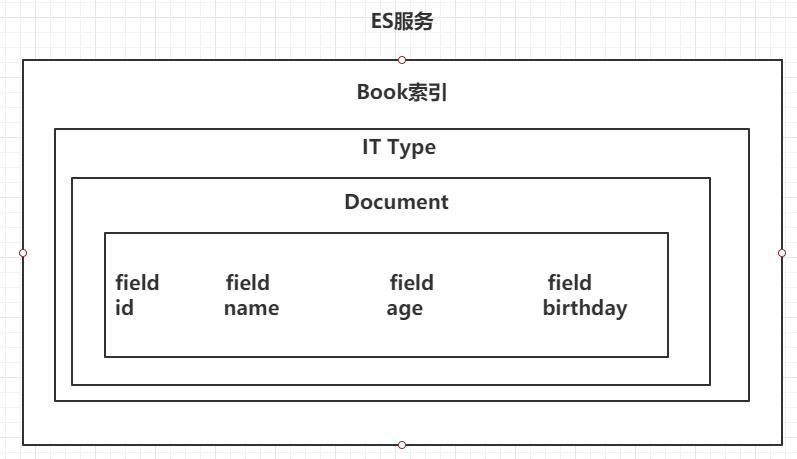 ES服务
Book索引
IT Type
Document
field field field field
id name age birthday